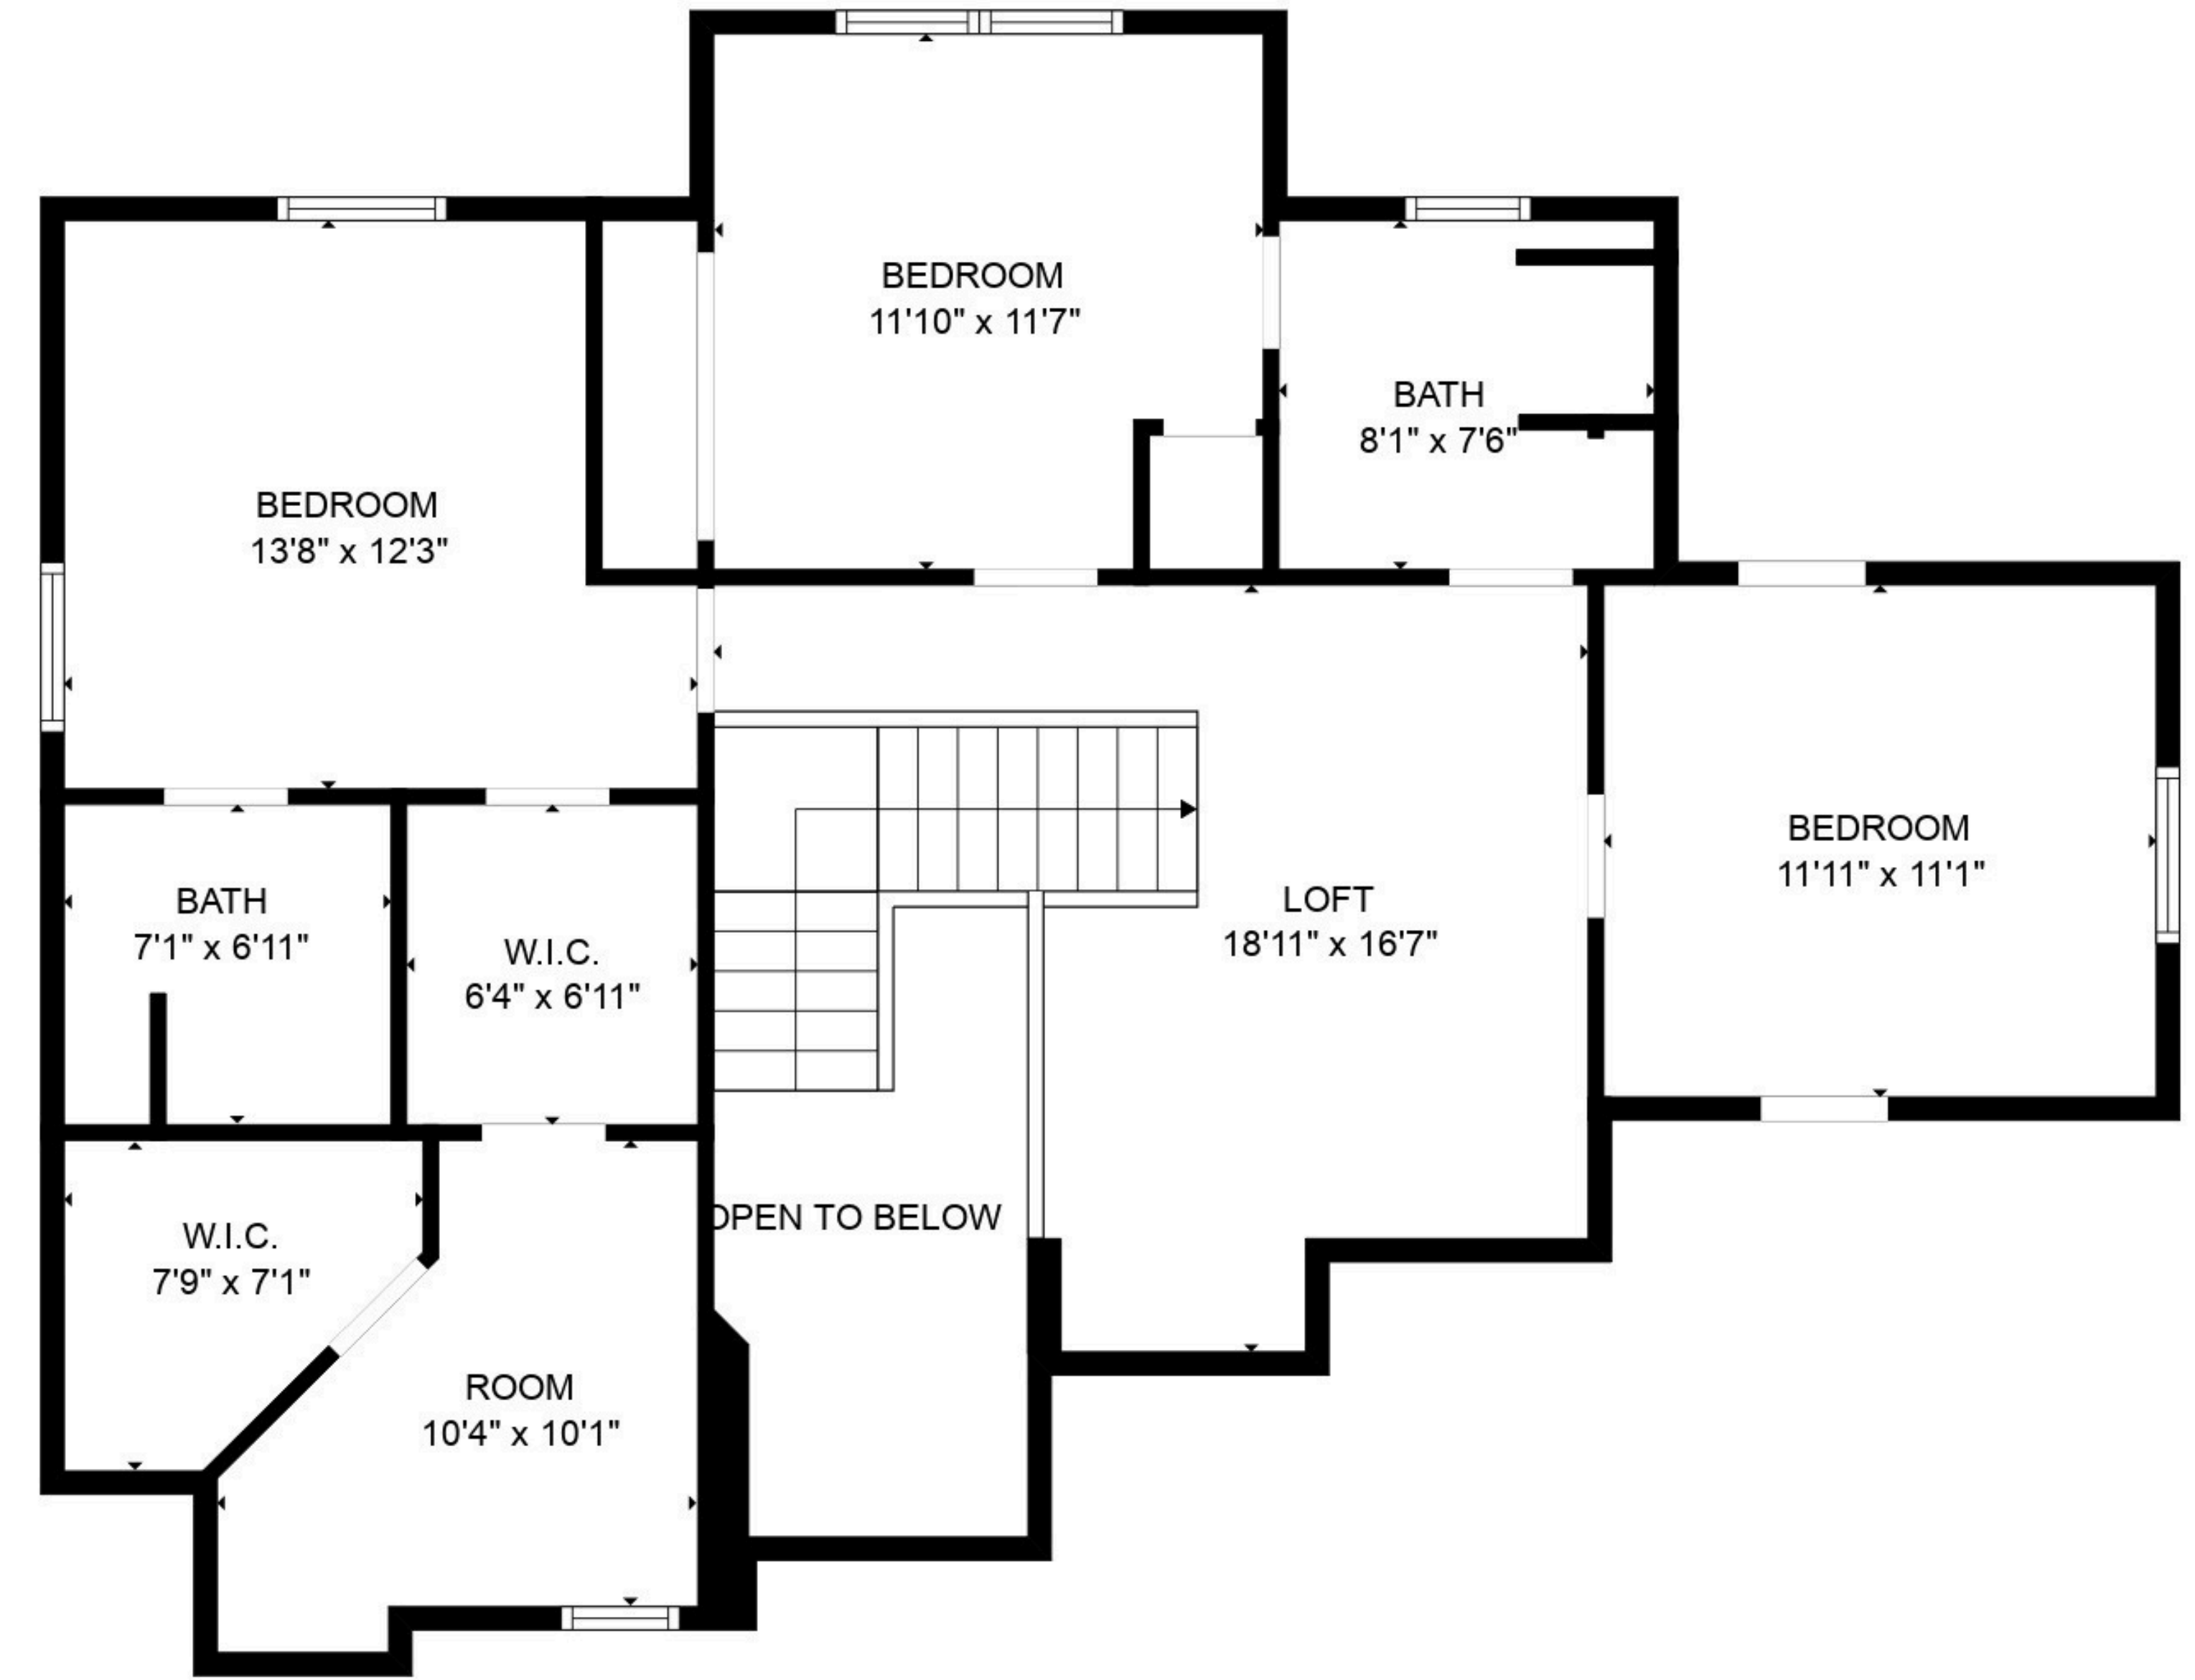 BEDROOM
11'10" x 11'7"
BATH
8'1" x 7'6"
BEDROOM
13'8" x 12'3"
BEDROOM
11'11" x 11'1"
LOFT
18'11" x 16'7"
BATH
7'1" x 6'11"
W.I.C.
6'4" x 6'11"
OPEN TO BELOW
W.I.C.
7'9" x 7'1"
ROOM
10'4" x 10'1"